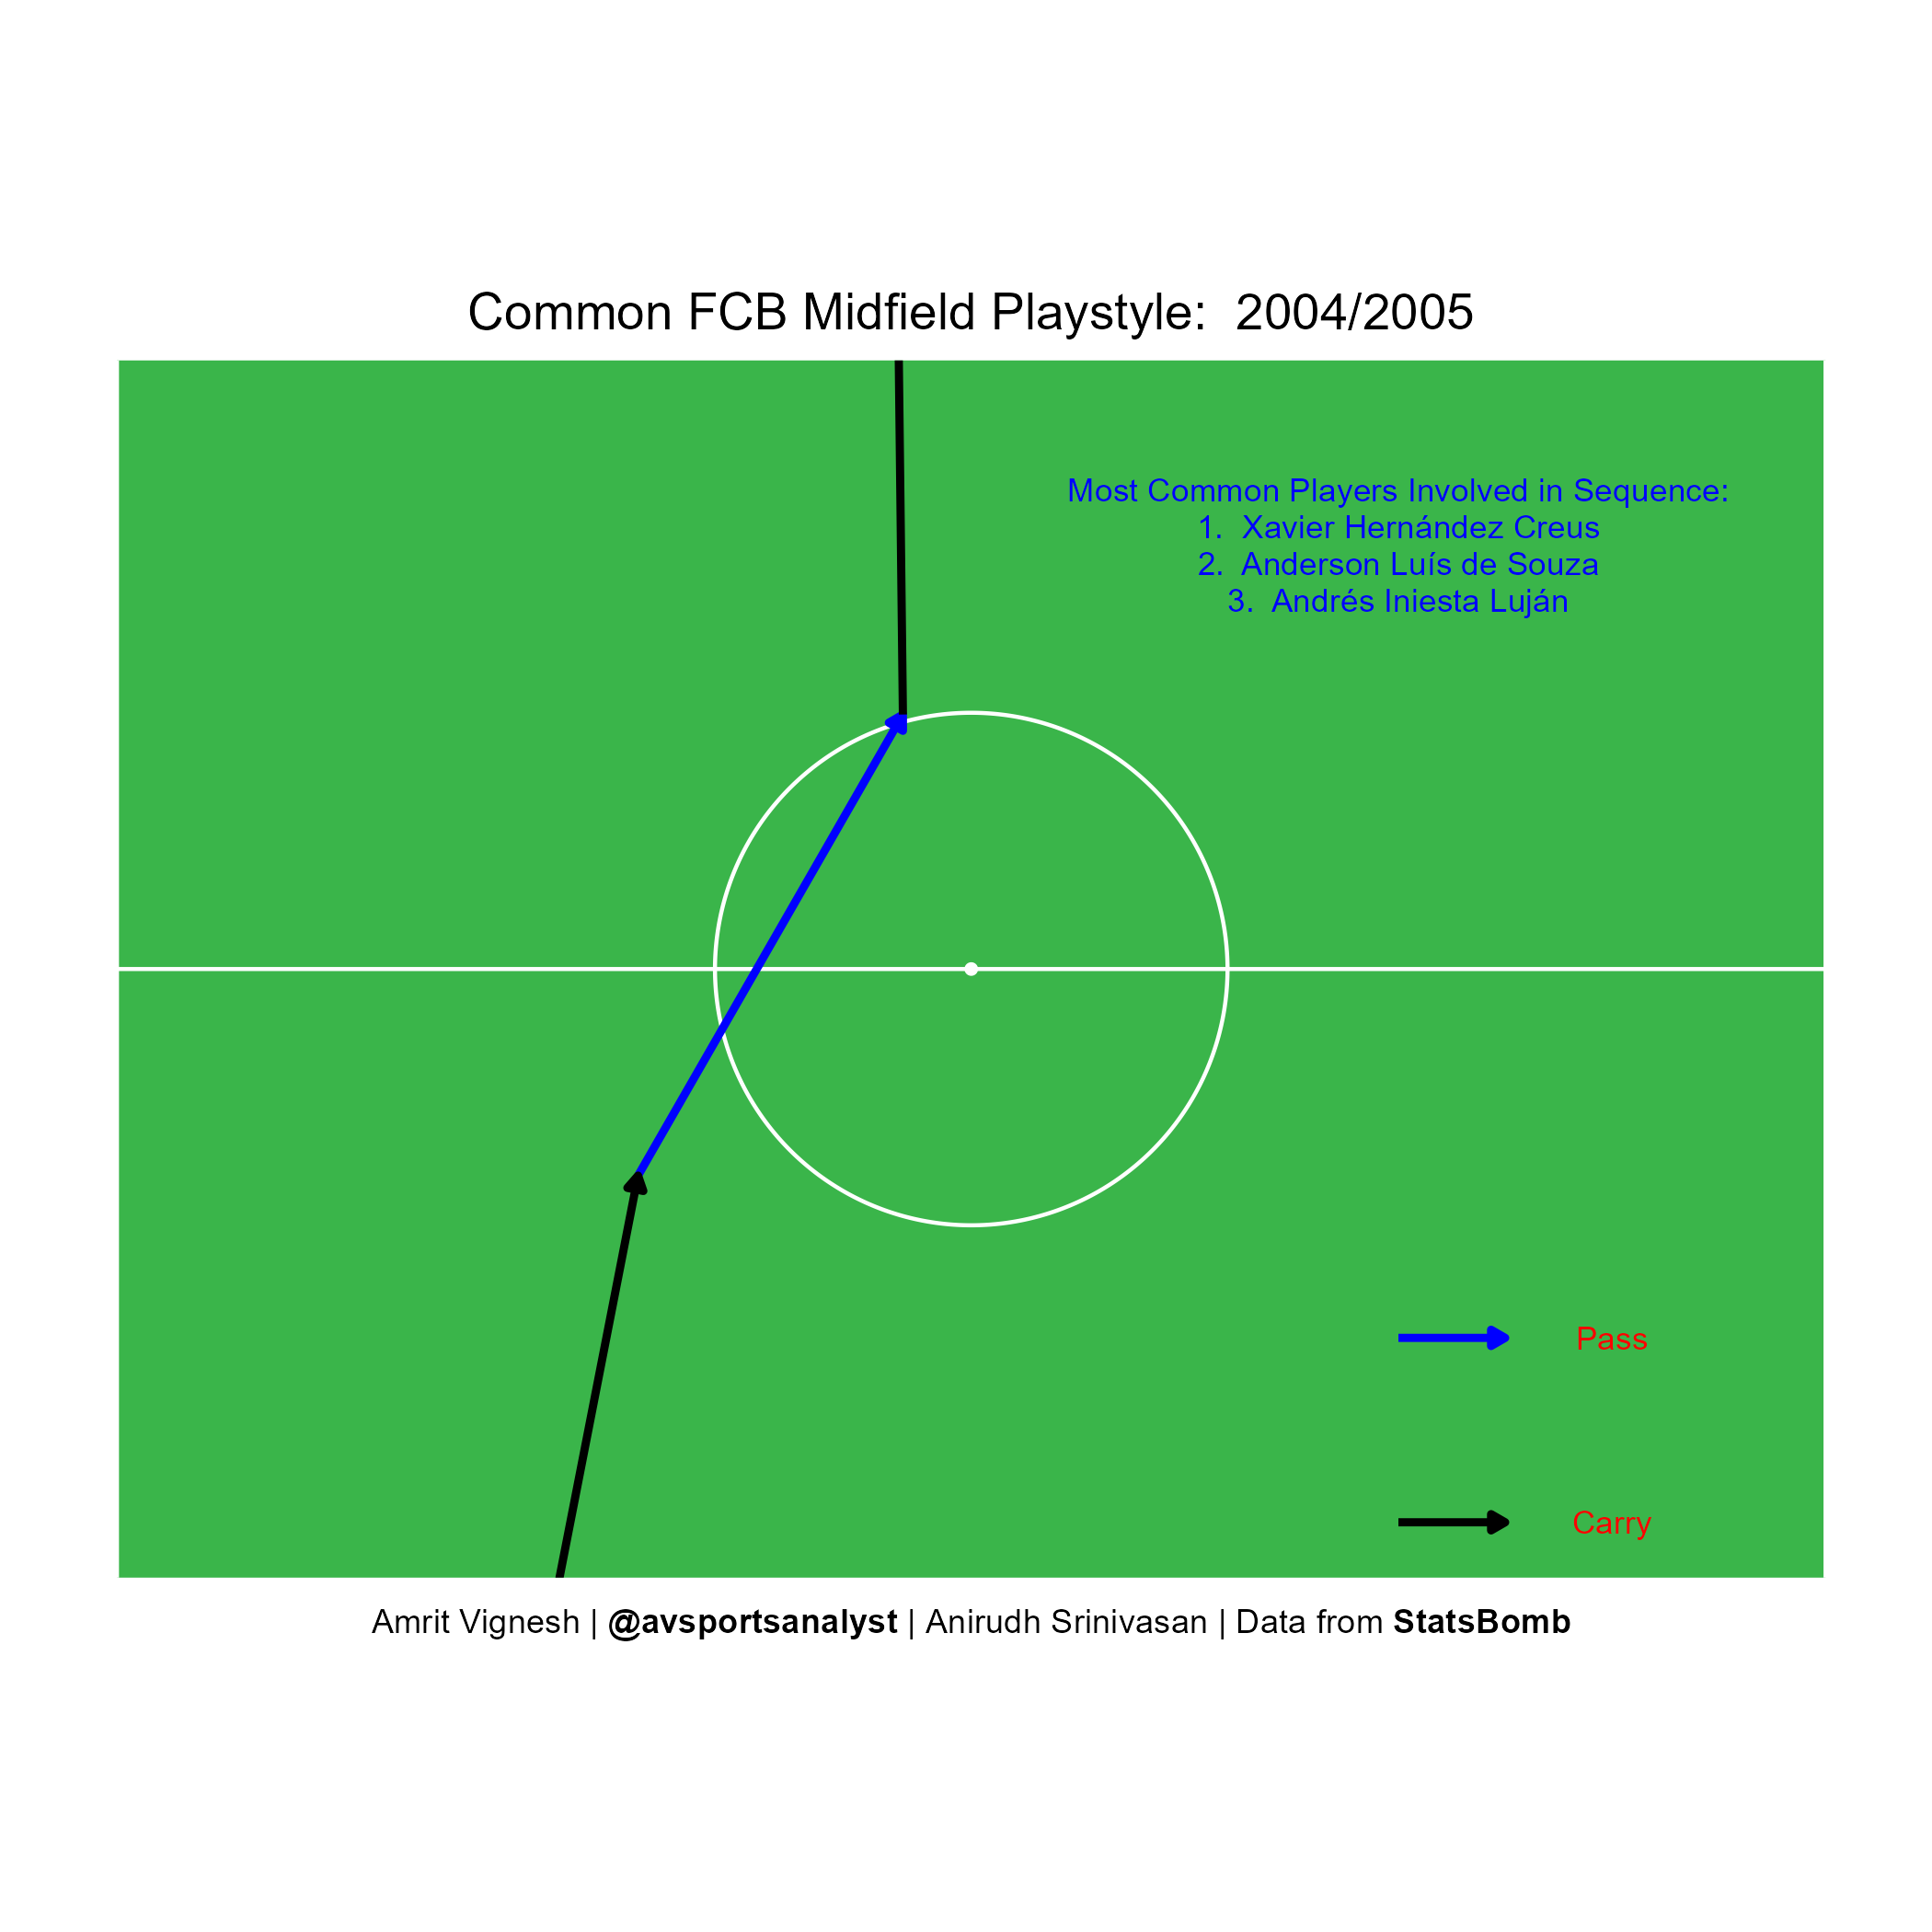 Common FCB Midfield Playstyle:  2004/2005
Most Common Players Involved in Sequence:
1.  Xavier Hernández Creus
2.  Anderson Luís de Souza
3.  Andrés Iniesta Luján
Pass
Carry
Amrit Vignesh | @avsportsanalyst | Anirudh Srinivasan | Data from StatsBomb